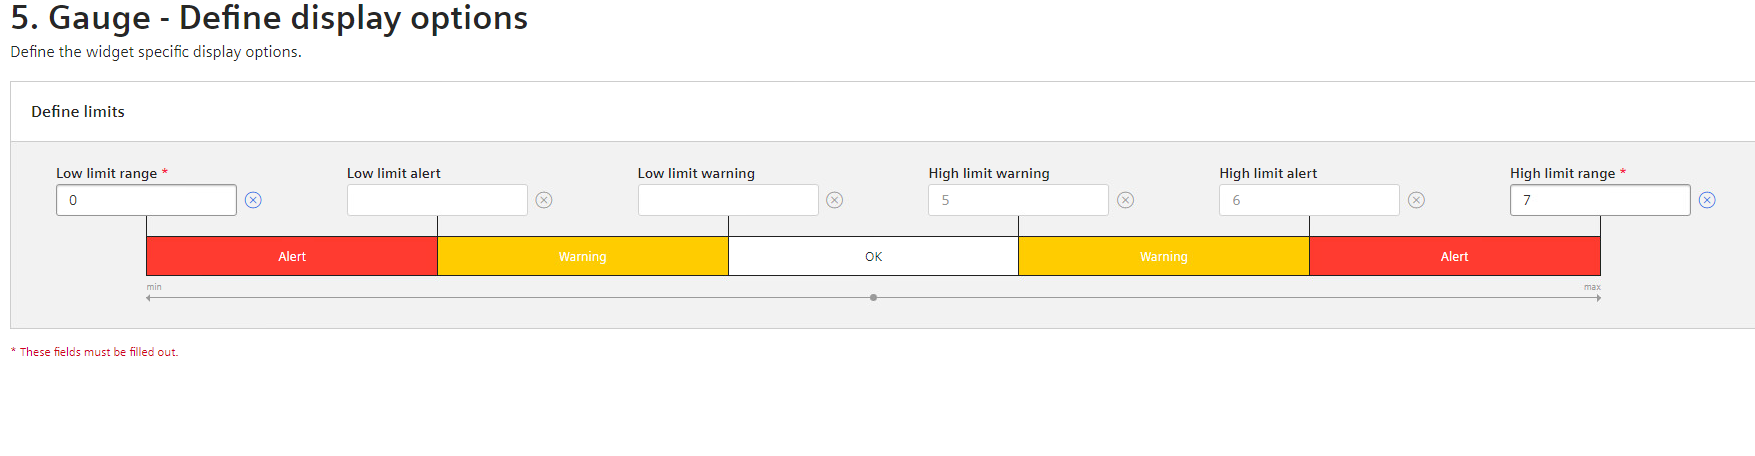 5. Gauge - Define display options
Define the widget specific display options.
Define limits
Low limit range * Low limit alert Low limit warning High limit warning High limit alert High limit range *
0 5 6 7
Alert Warning OK Warning Alert
min max
* These fields must be filled out.